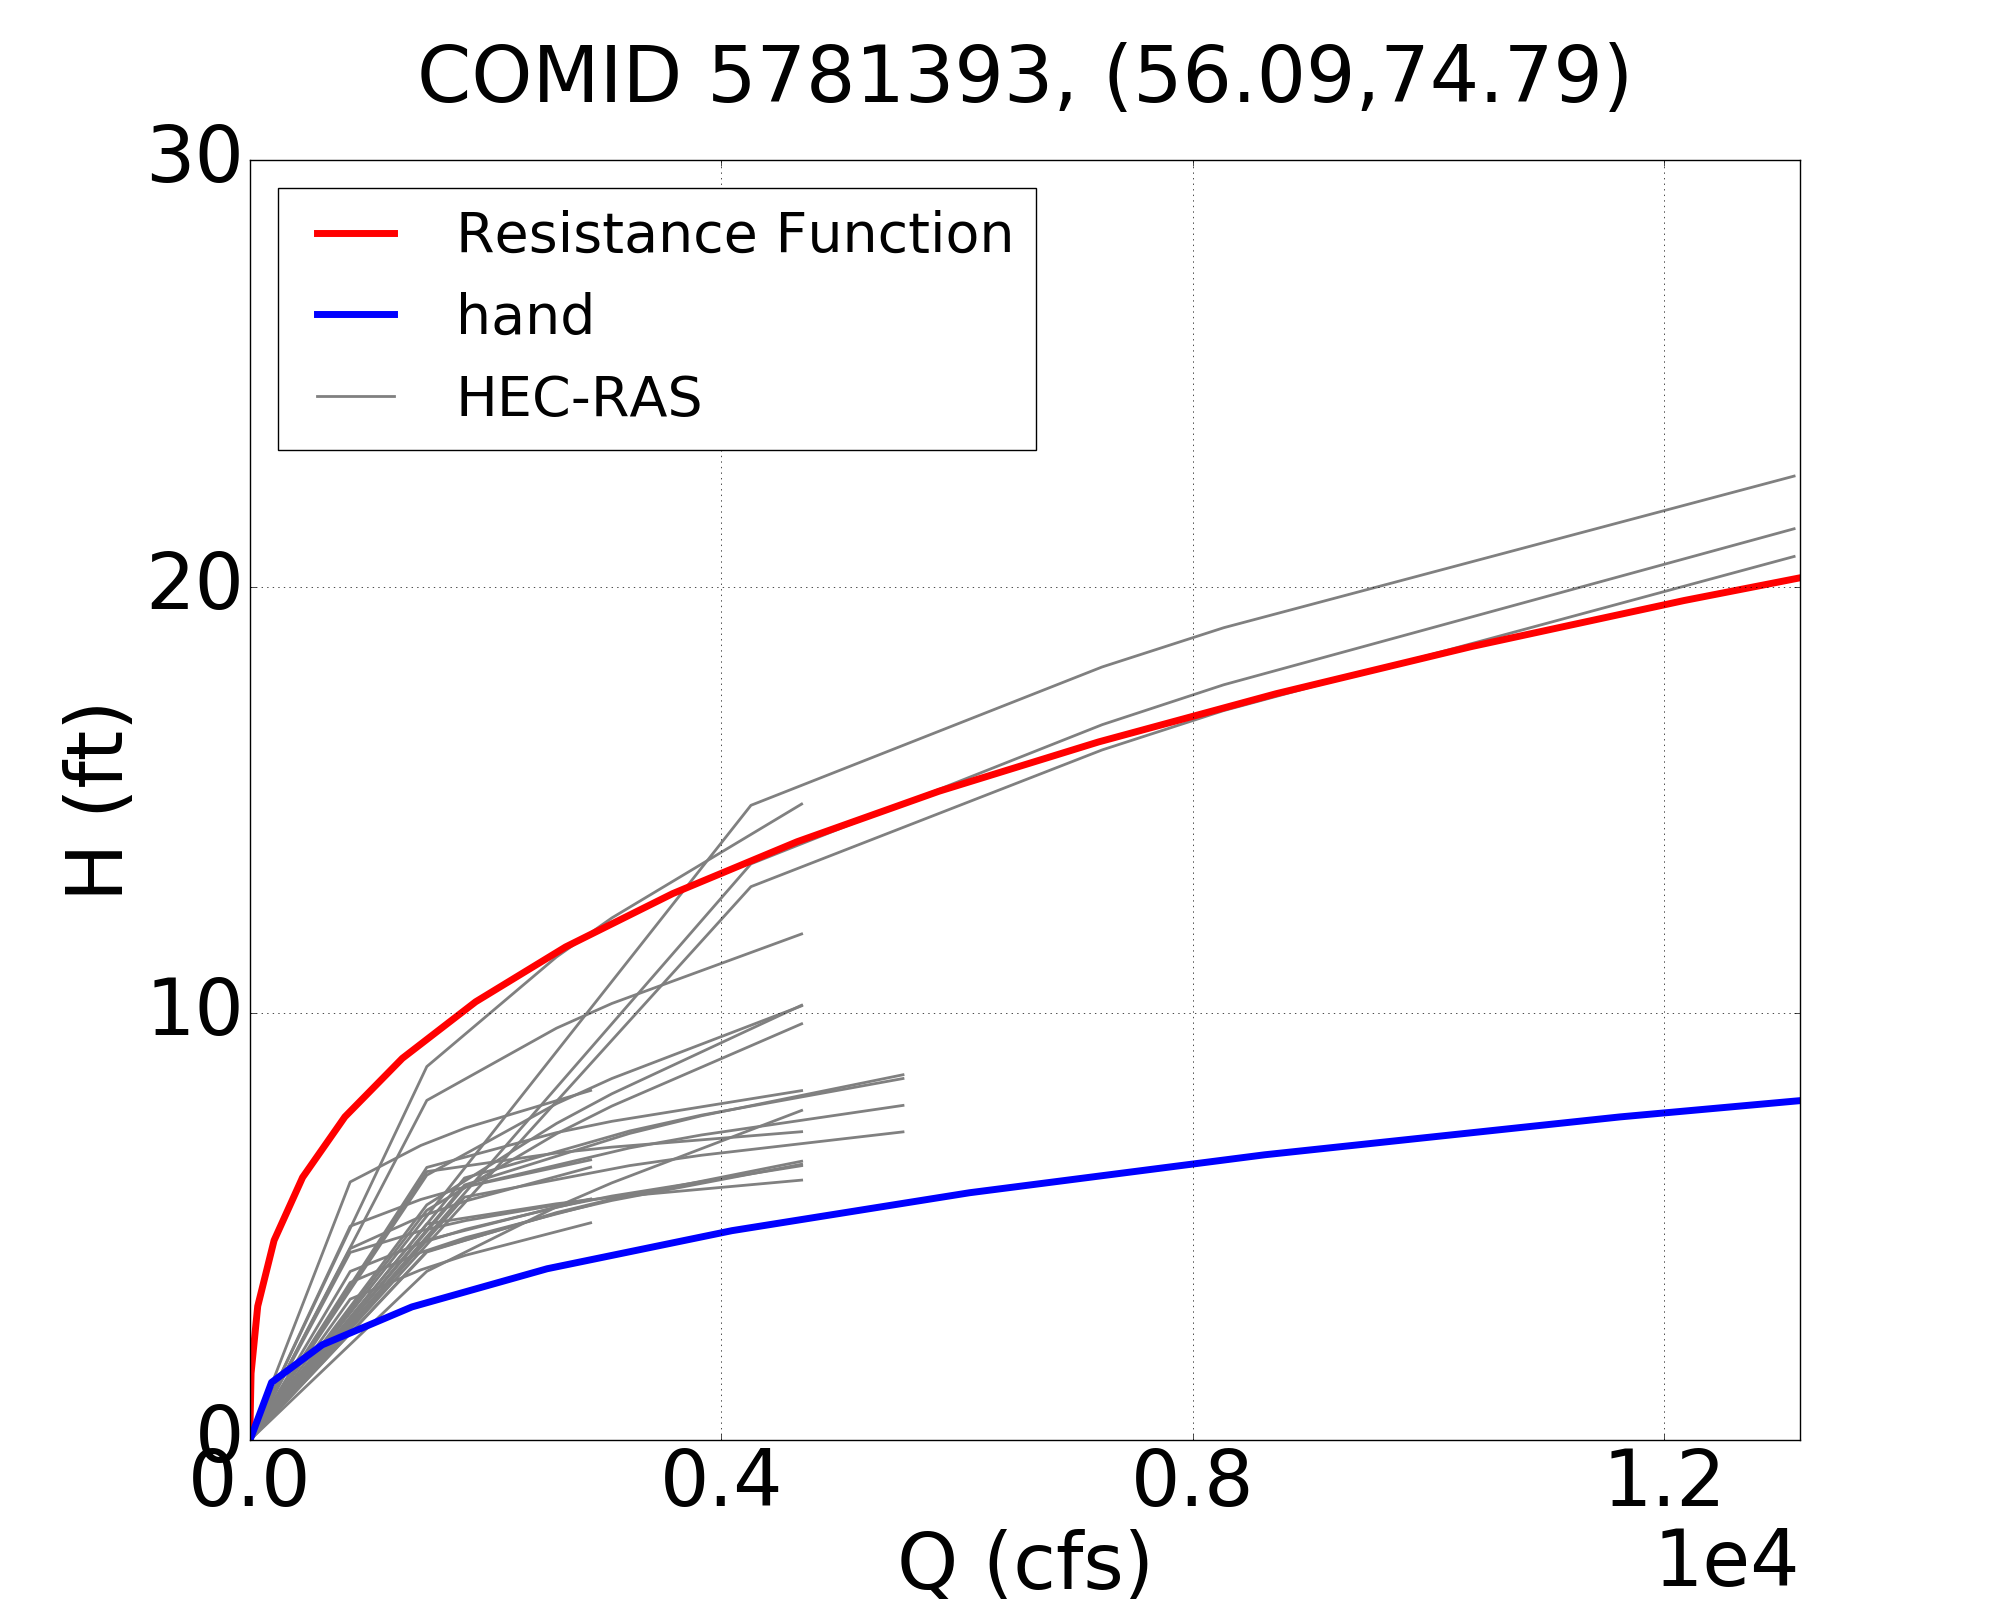 COMID 5781393, (56.09,74.79)
30
Resistance Function
hand
HEC-RAS
20
H (ft)
10
0
0.0 0.4 0.8 1.2
1e4
Q (cfs)